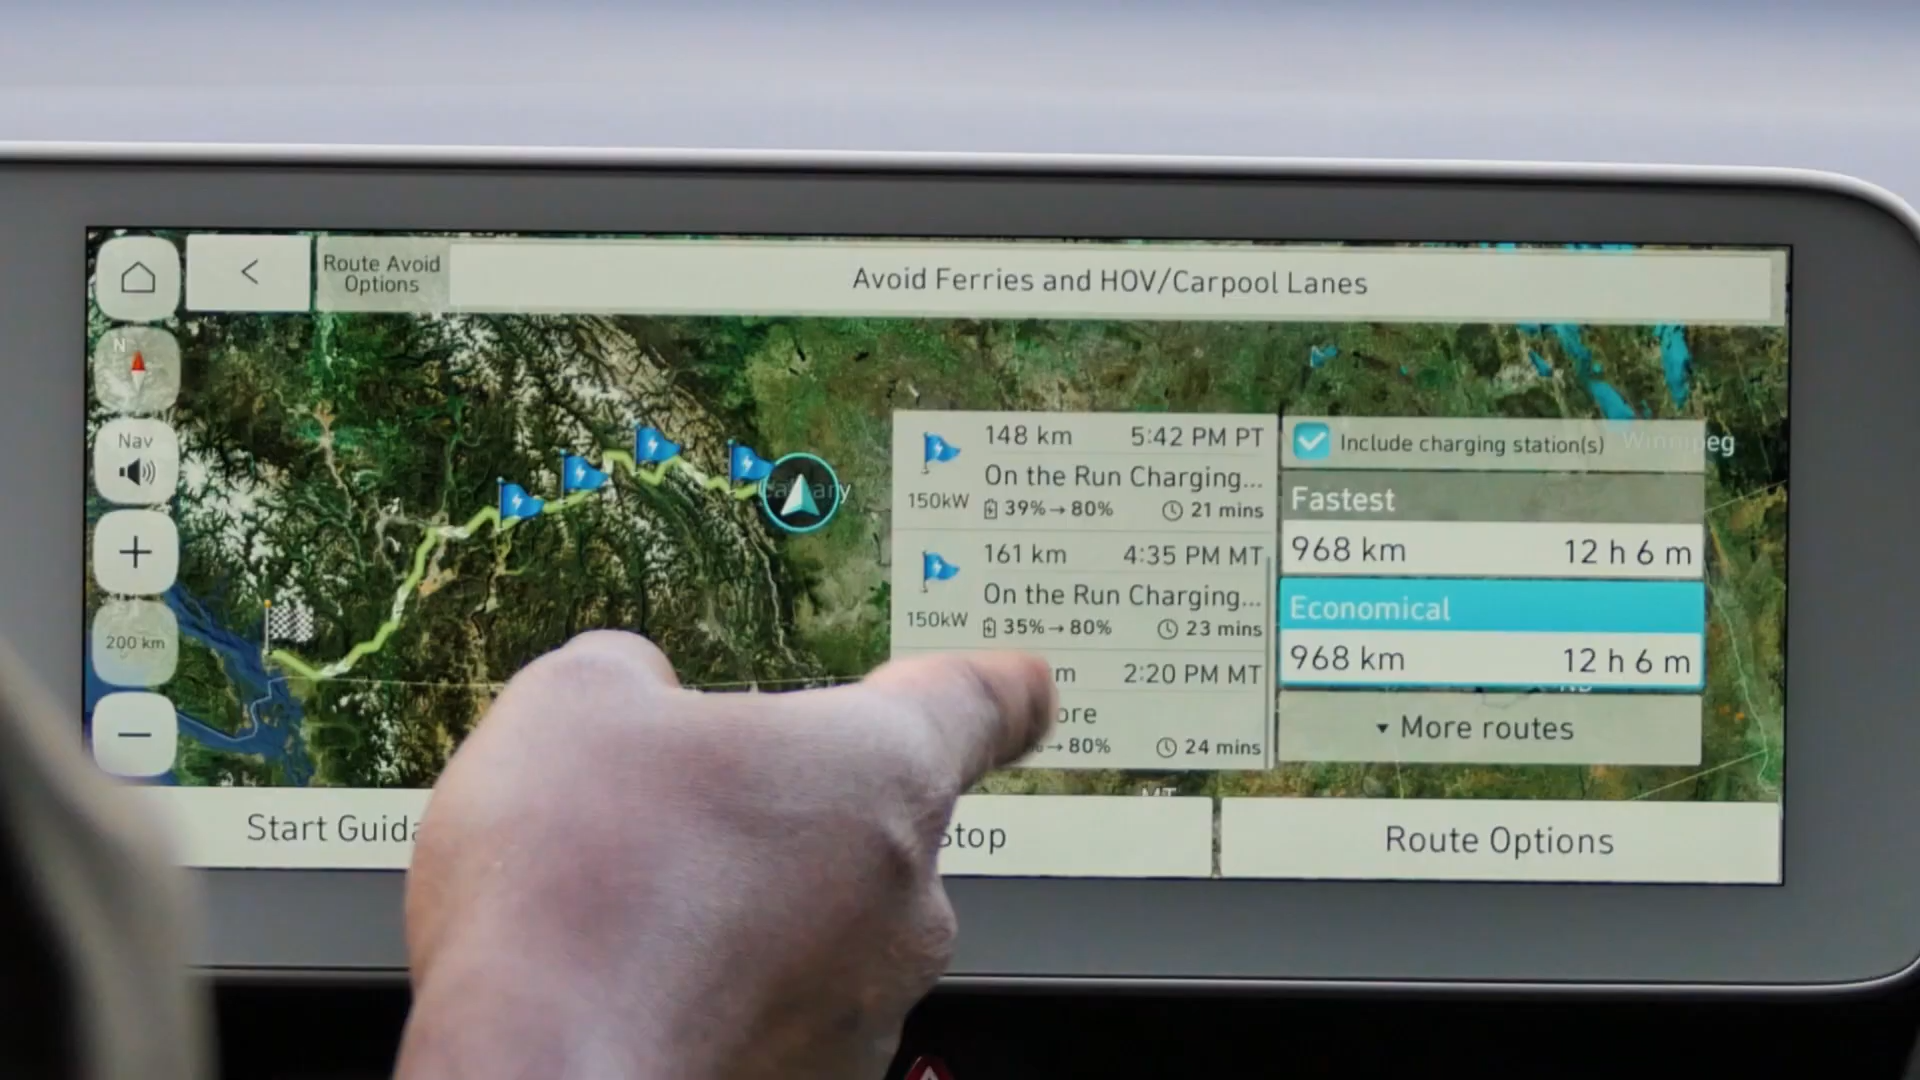 Route Avoid
Options
Avoid Ferries and HOV/Carpool Lanes
N
Nav
200 km
148 km 5:42 PM PT
On the Run Charging...
150kW 39%→80% 21 mins
161 km 4:35 PM MT
On the Run Charging...
150kW 35%→80% 23 mins
2:20 PM MT
→80% 24 mins
Include charging station(s)
Winnipeg
Fastest
968 km 12 h 6 m
Economical
968 km 12 h 6 m
More routes
MT
Start
Route Options